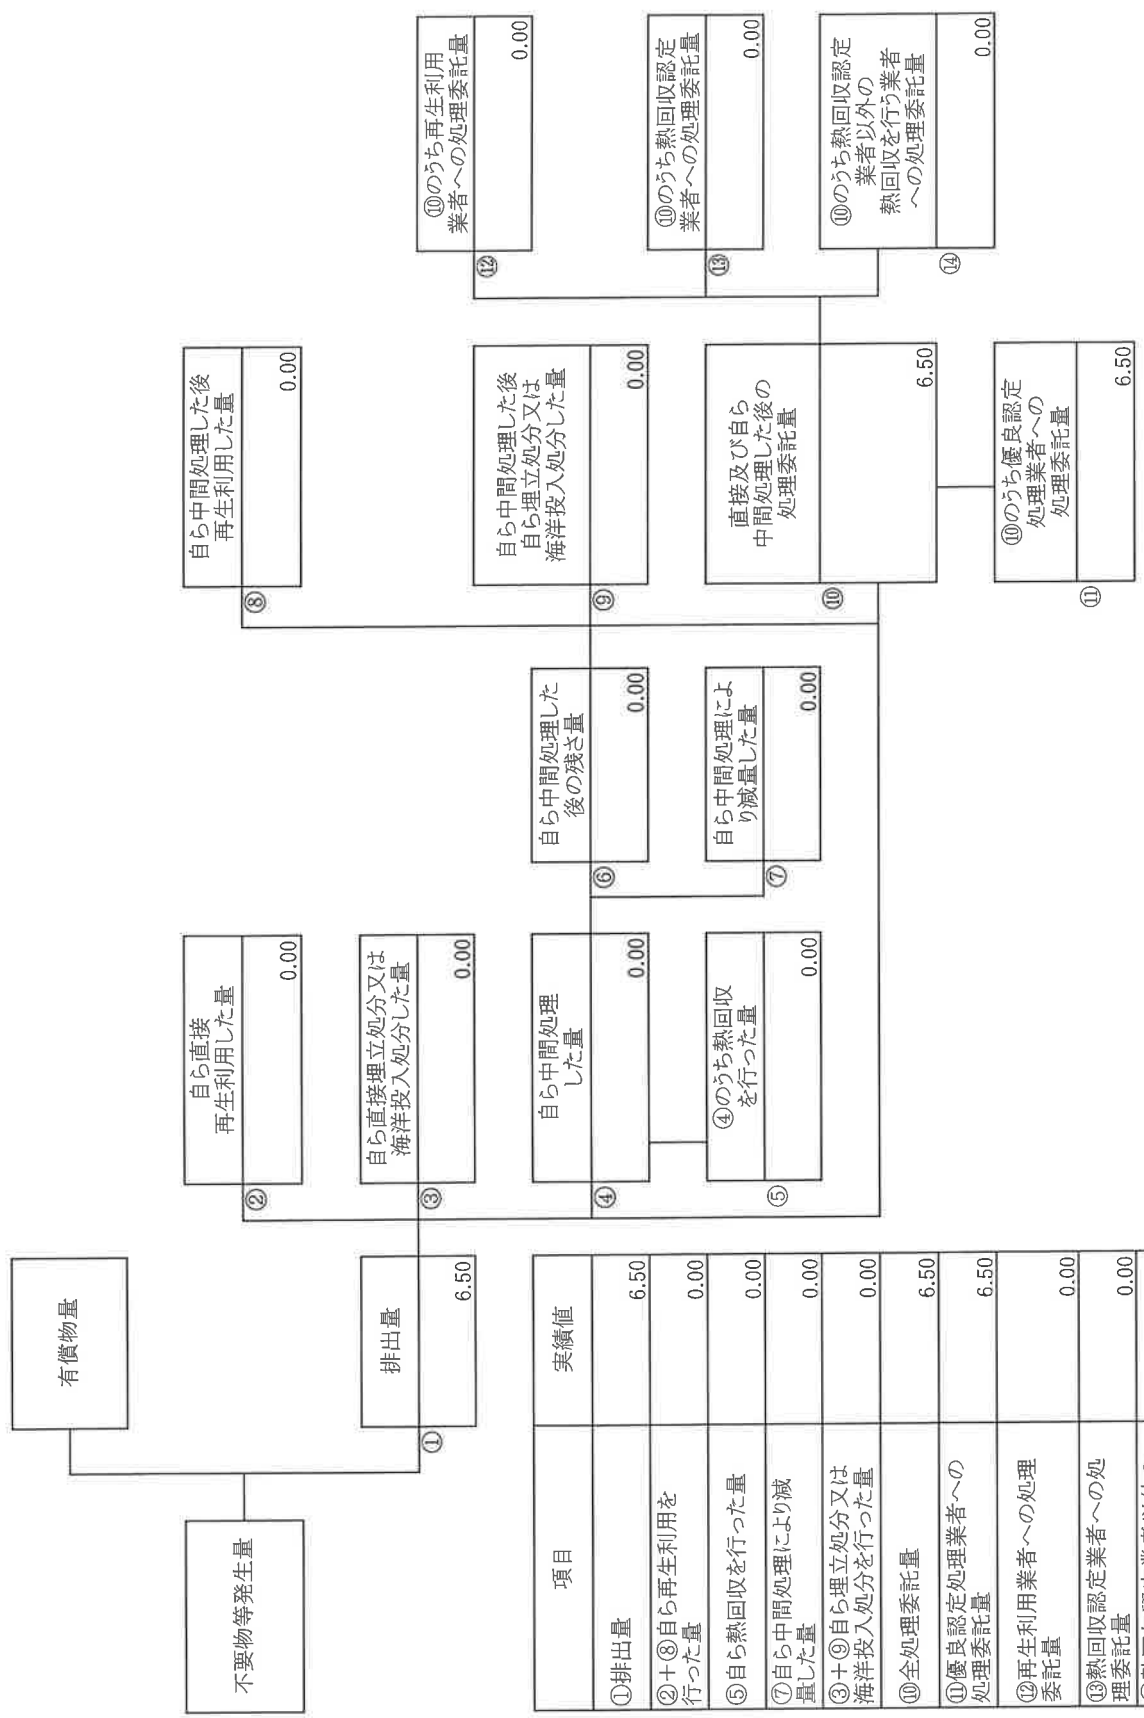 有償物量
不要物等発生量
排出量
①
6.50
自ら直接
再生利用した量
②
0.00
自ら直接埋立処分又は
海洋投入処分した量
③
0.00
自ら中間処理
した量
④
0.00
④のうち熱回収
を行った量
⑤
0.00
自ら中間処理した
後の残さ量
⑥
0.00
自ら中間処理によ
り減量した量
⑦
0.00
自ら中間処理した後
再生利用した量
⑧
0.00
自ら中間処理した後
自ら埋立処分又は
海洋投入処分した量
⑨
0.00
直接及び自ら
中間処理した後の
処理委託量
⑩
6.50
⑩のうち優良認定
処理業者への
処理委託量
⑪
6.50
⑩のうち再生利用
業者への処理委託量
⑫
0.00
⑩のうち熱回収認定
業者への処理委託量
⑬
0.00
⑩のうち熱回収認定
業者以外の
熱回収を行う業者
への処理委託量
⑭
0.00
項目 実績値
①排出量 6.50
②+⑧自ら再生利用を
行った量 0.00
⑤自ら熱回収を行った量 0.00
⑦自ら中間処理により減
量した量 0.00
③+⑨自ら埋立処分又は
海洋投入処分を行った量 0.00
⑩全処理委託量 6.50
⑪優良認定処理業者への
処理委託量 6.50
⑫再生利用業者への処理
委託量 0.00
⑬熱回収認定業者への処
理委託量 0.00